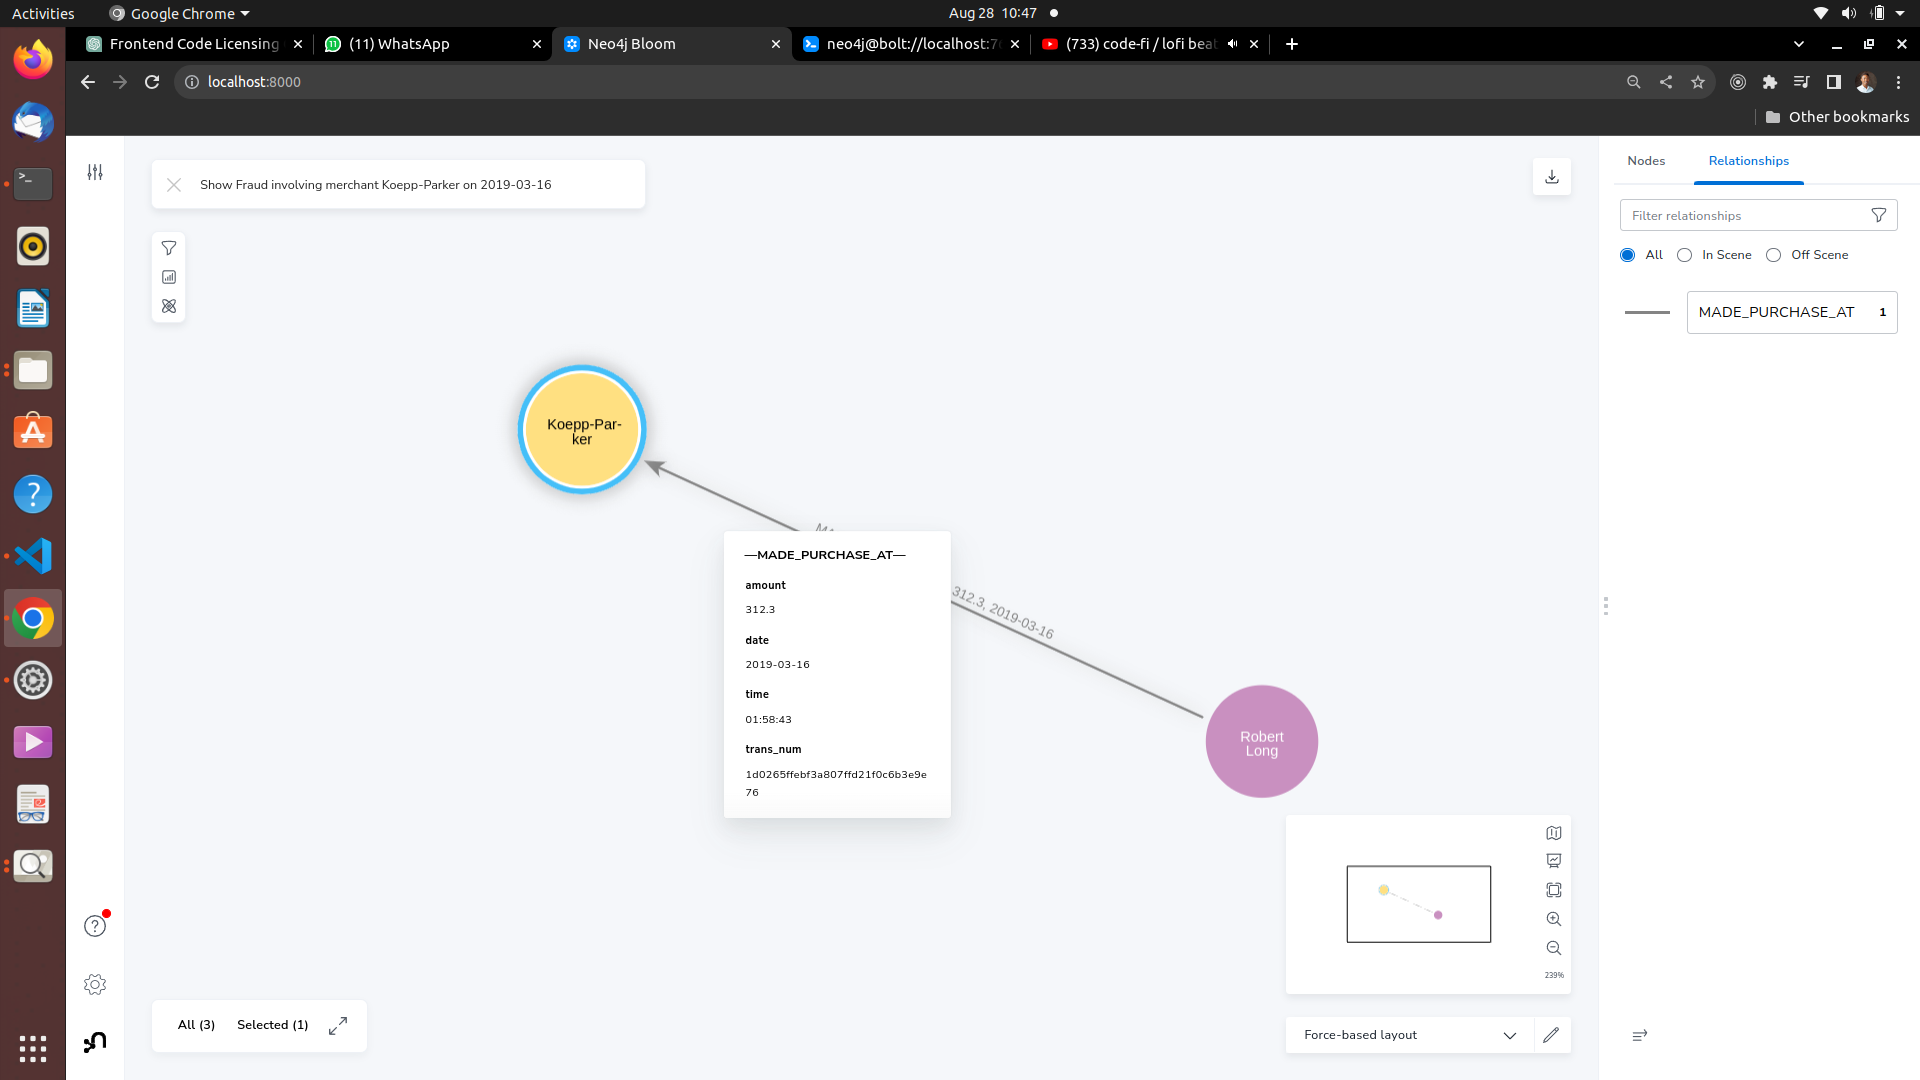 Activities
Google Chrome
Aug 28 10:47
Frontend Code Licensing
(11) WhatsApp
Neo4j Bloom
neo4j@bolt://localhost:7
(733) code-fi / lofi beat
localhost:8000
Other bookmarks
Show Fraud involving merchant Koepp-Parker on 2019-03-16
Nodes
Relationships
Filter relationships
All
In Scene
Off Scene
MADE_PURCHASE_AT 1
Koepp-Par-
ker
—MADE_PURCHASE_AT—
amount
312.3
date
2019-03-16
time
01:58:43
trans_num
1d0265ffebf3a807ffd21f0c6b3e9e
76
312.3, 2019-03-16
Robert
Long
239%
All (3)
Selected (1)
Force-based layout